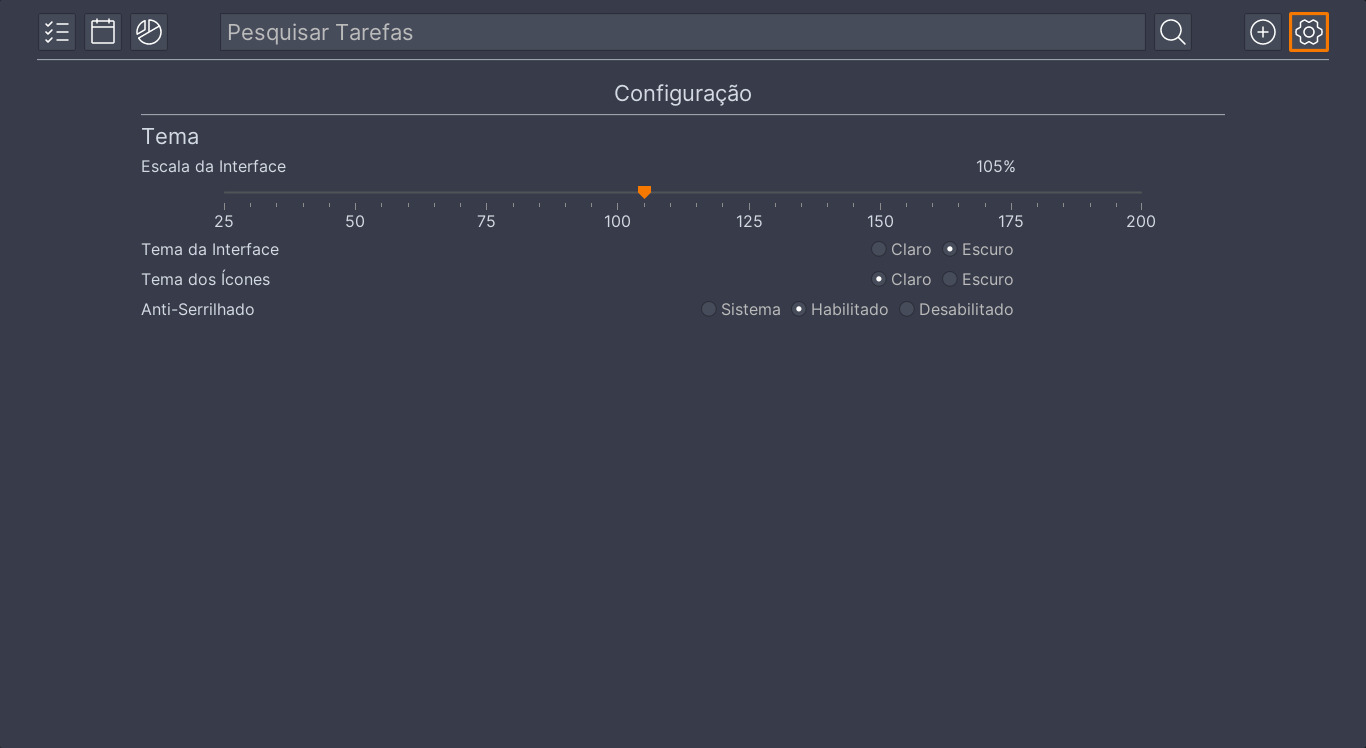 Pesquisar Tarefas
Configuração
Tema
Escala da Interface 105%
25 50 75 100 125 150 175 200
Tema da Interface Claro Escuro
Tema dos Ícones Claro Escuro
Anti-Serrilhado Sistema Habilitado Desabilitado